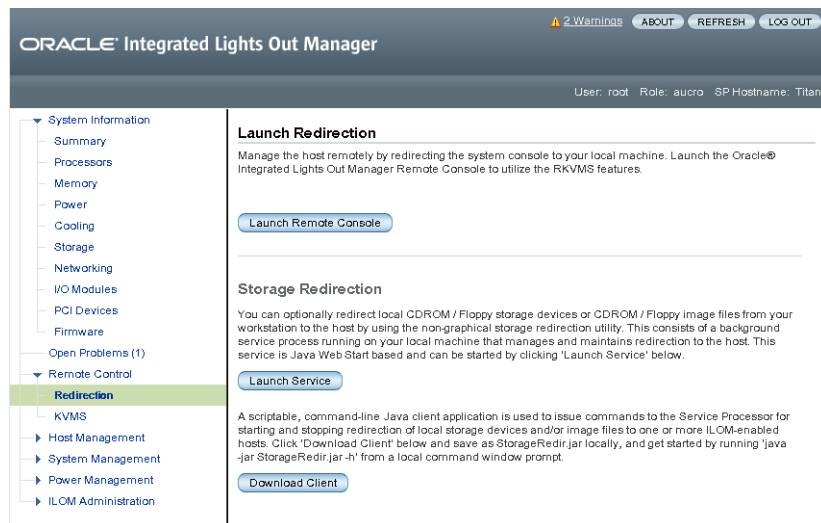 2 Warnings ABOUT REFRESH LOG OUT
ORACLE® Integrated Lights Out Manager
User: root Role: aucro SP Hostname: Titan
System Information
Summary
Processors
Memory
Power
Cooling
Storage
Networking
I/O Modules
PCI Devices
Firmware
Open Problems (1)
Remote Control
Redirection
KVMS
Host Management
System Management
Power Management
ILOM Administration
Launch Redirection
Manage the host remotely by redirecting the system console to your local machine. Launch the Oracle®
Integrated Lights Out Manager Remote Console to utilize the RKVMS features.
Launch Remote Console
Storage Redirection
You can optionally redirect local CDROM / Floppy storage devices or CDROM / Floppy image files from your
workstation to the host by using the non-graphical storage redirection utility. This consists of a background
service process running on your local machine that manages and maintains redirection to the host. This
service is Java Web Start based and can be started by clicking 'Launch Service' below.
Launch Service
A scriptable, command-line Java client application is used to issue commands to the Service Processor for
starting and stopping redirection of local storage devices and/or image files to one or more ILOM-enabled
hosts. Click 'Download Client' below and save as StorageRedir.jar locally, and get started by running 'java
-jar StorageRedir.jar -h' from a local command window prompt.
Download Client